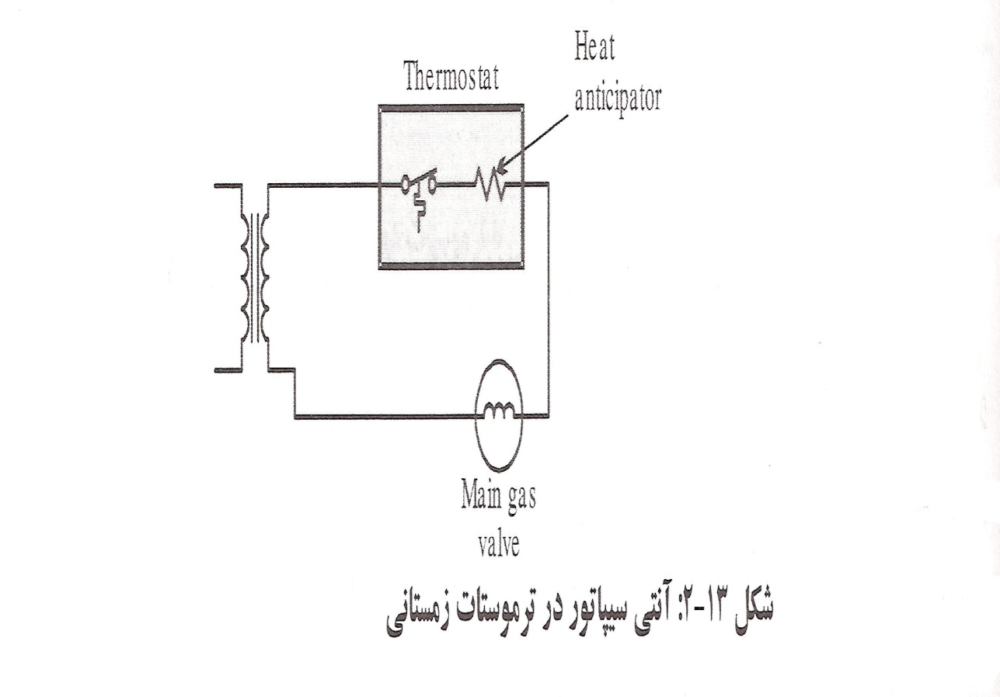 Heat
anticipator
Thermostat
Main gas
valve
شکل ۱۳-۲: آنتی سیپاتور در ترموستات زمستانی